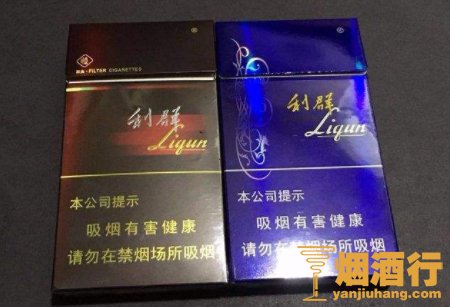 FILTER CIGARETTES
利群
Liqun
本公司提示
吸烟有害健康
请勿在禁烟场所吸烟
利群
Liqun
本公司提示
吸烟有害健康
请勿在禁烟场所吸烟
烟酒行
yanjiuhang.com